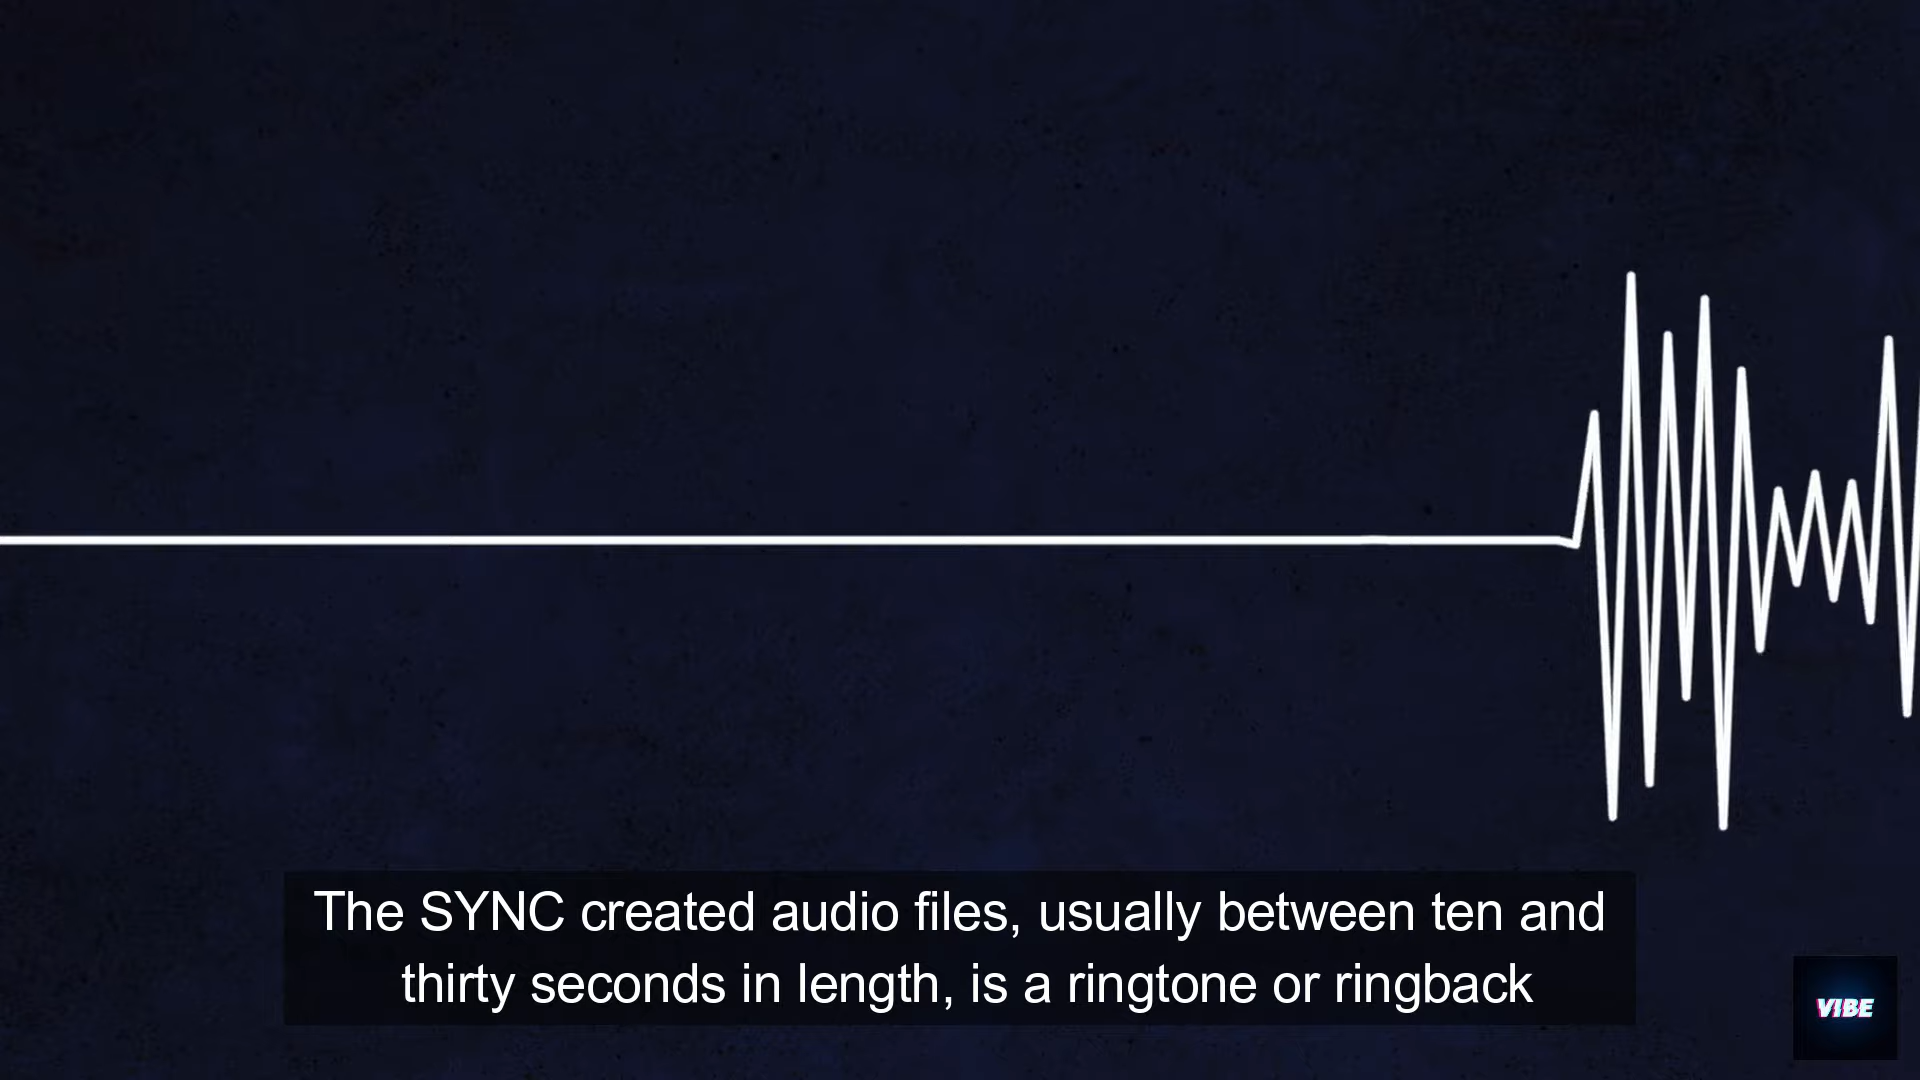 The SYNC created audio files, usually between ten and
thirty seconds in length, is a ringtone or ringback
VIBE